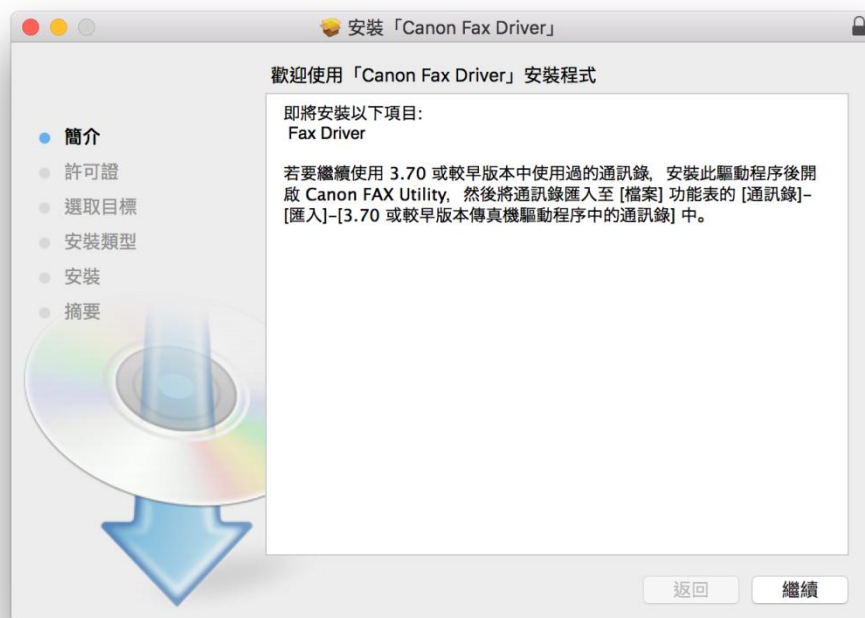 安裝「Canon Fax Driver」
歡迎使用「Canon Fax Driver」安裝程式
簡介
許可證
選取目標
安裝類型
安裝
摘要
即將安裝以下項目:
Fax Driver
若要繼續使用 3.70 或較早版本中使用過的通訊錄，安裝此驅動程序後開
啟 Canon FAX Utility，然後將通訊錄匯入至 [檔案] 功能表的 [通訊錄]-
[匯入]-[3.70 或較早版本傳真機驅動程序中的通訊錄] 中。
返回
繼續